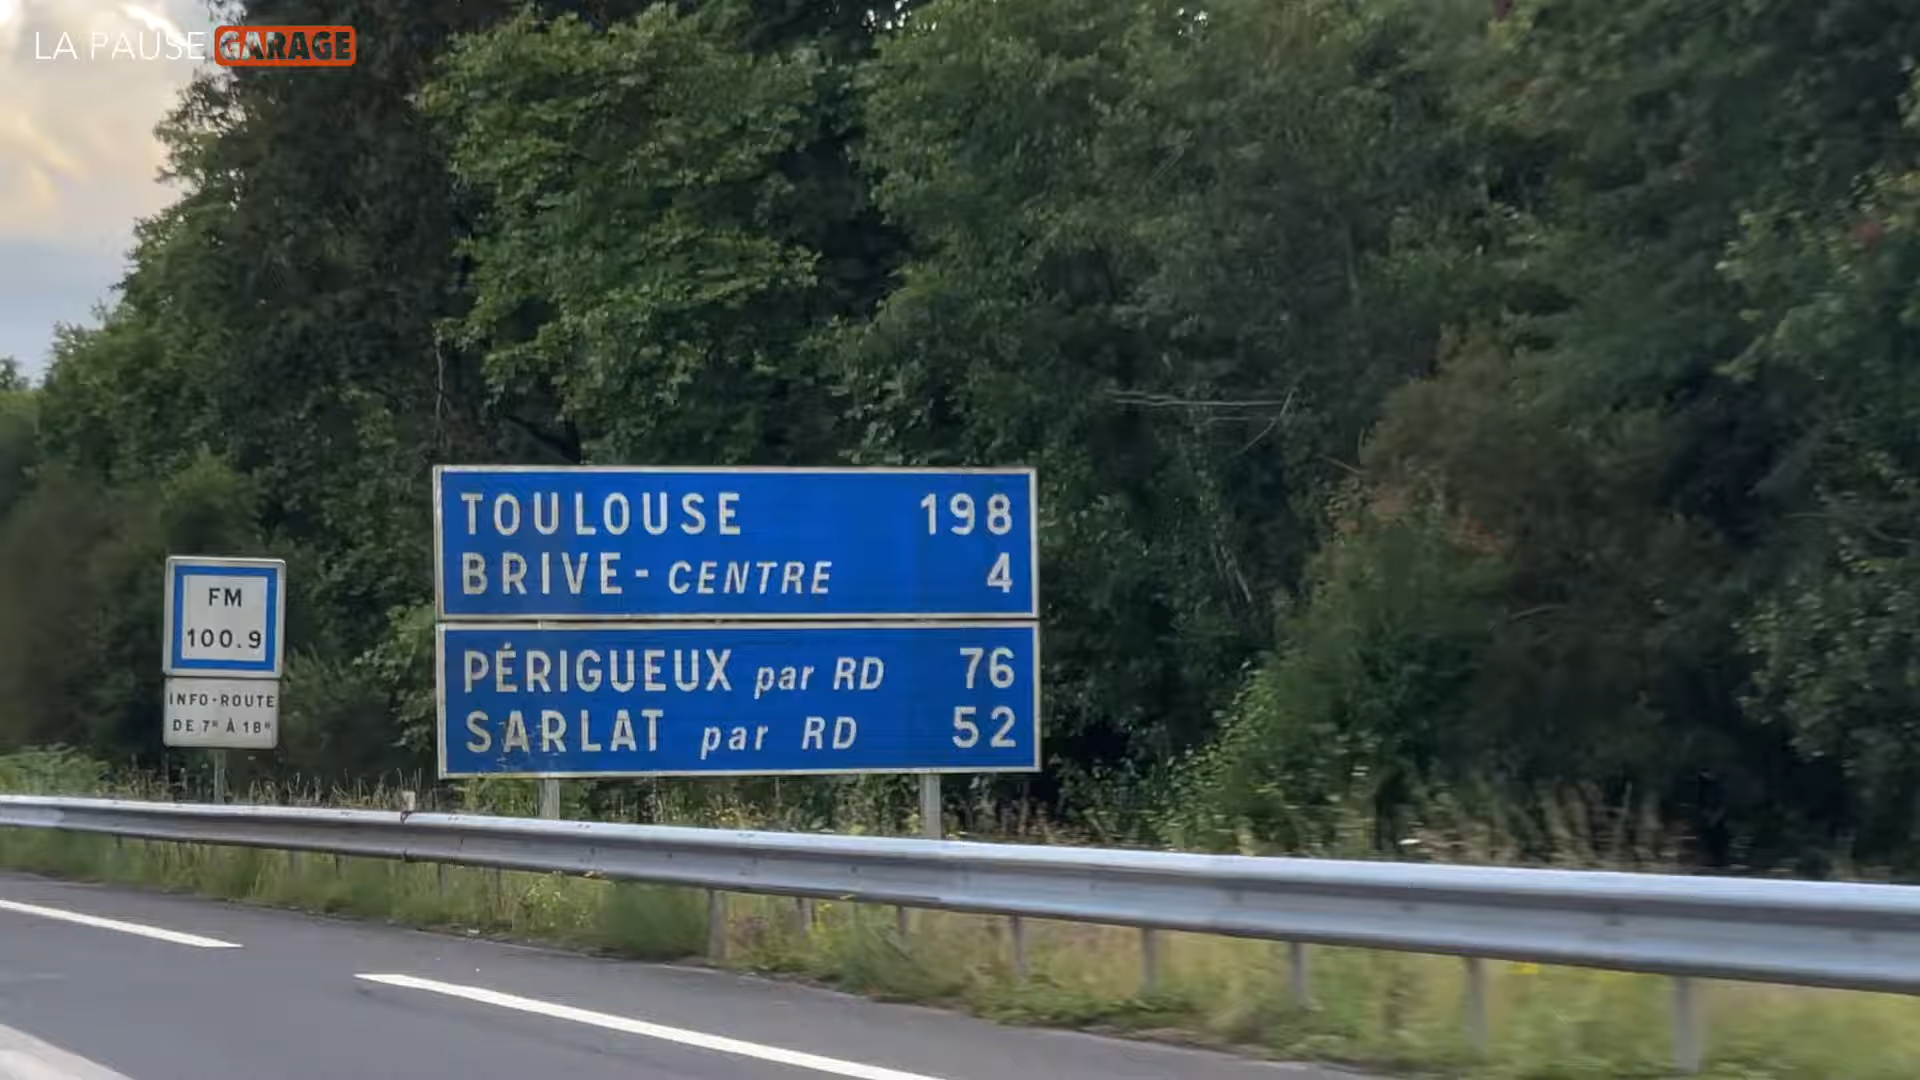 LA PAUSE GARAGE
TOULOUSE 198
BRIVE-CENTRE 4
PÉRIGUEUX par RD 76
SARLAT par RD 52
FM
100.9
INFO-ROUTE
DE 7H À 18H